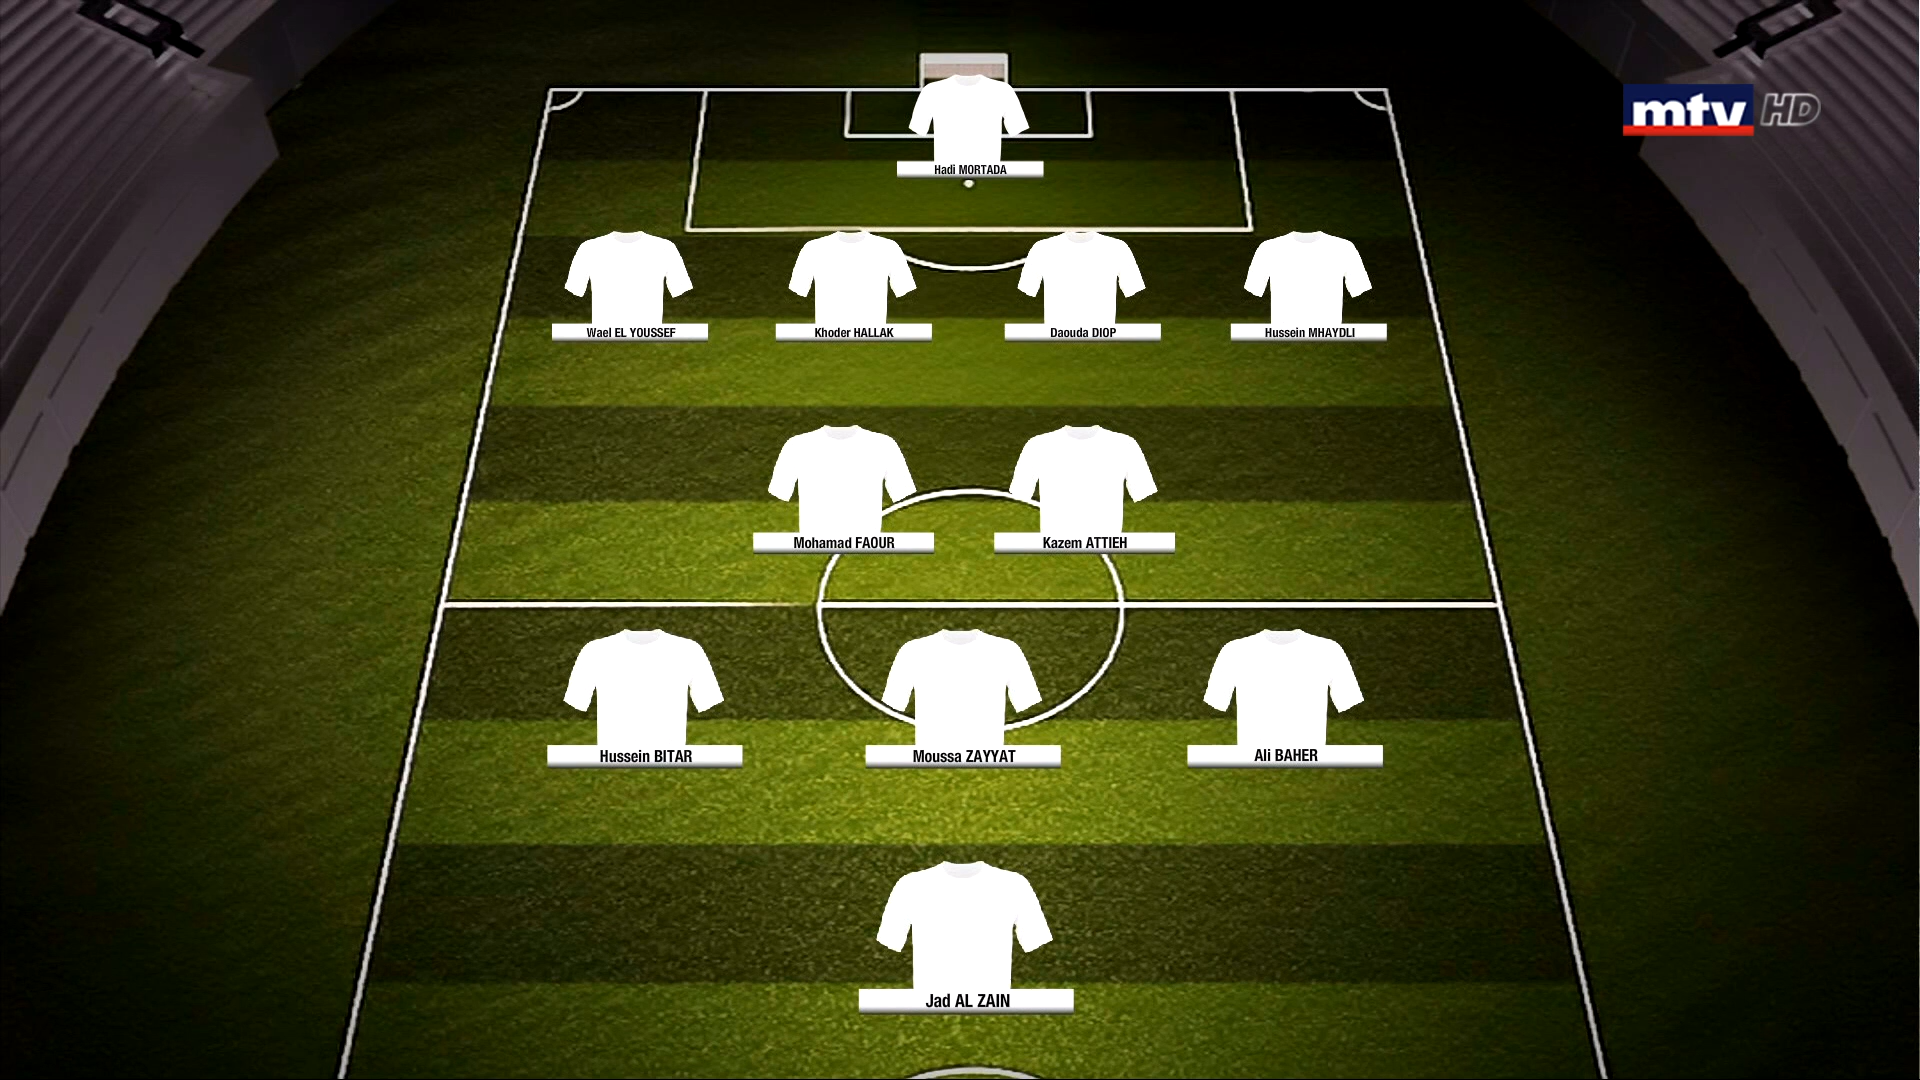 mtv HD
Hadi MORTADA
Wael EL YOUSSEF
Khoder HALLAK
Daouda DIOP
Hussein MHAYDLI
Mohamad FAOUR
Kazem ATTIEH
Hussein BITAR
Moussa ZAYYAT
Ali BAHER
Jad AL ZAIN